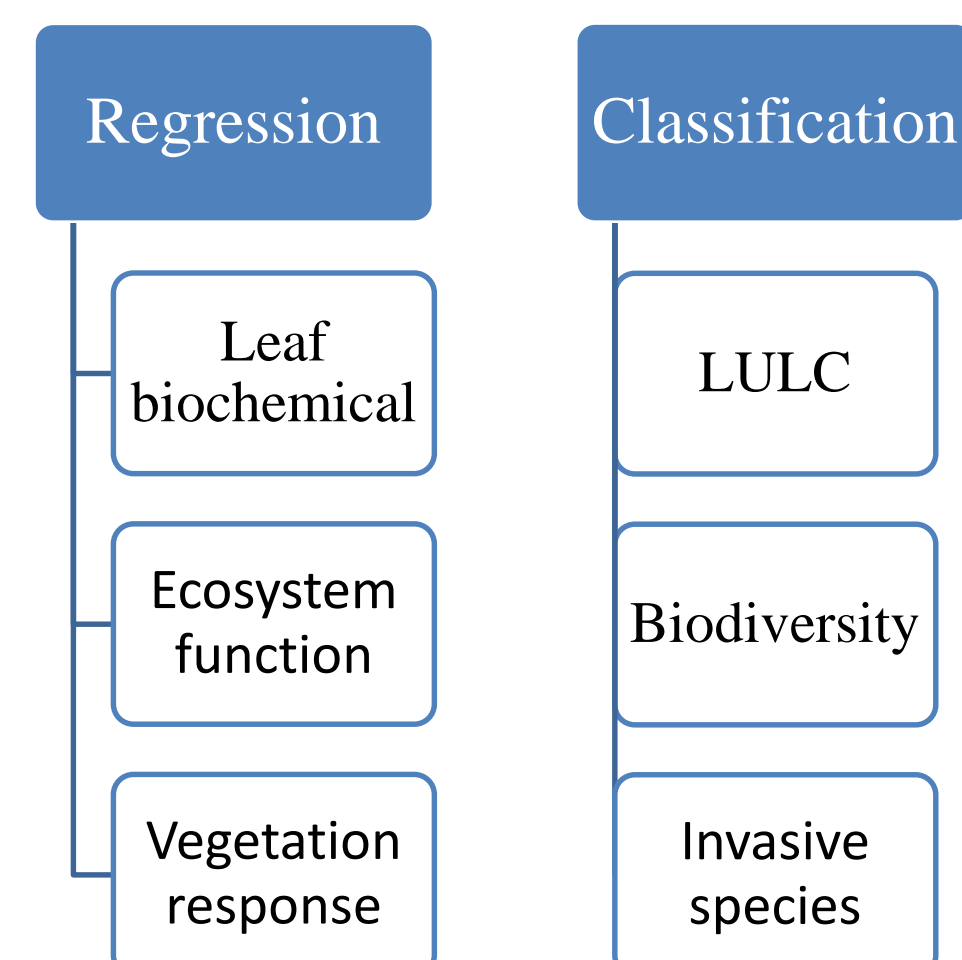 Regression
Leaf
biochemical
Ecosystem
function
Vegetation
response
Classification
LULC
Biodiversity
Invasive
species